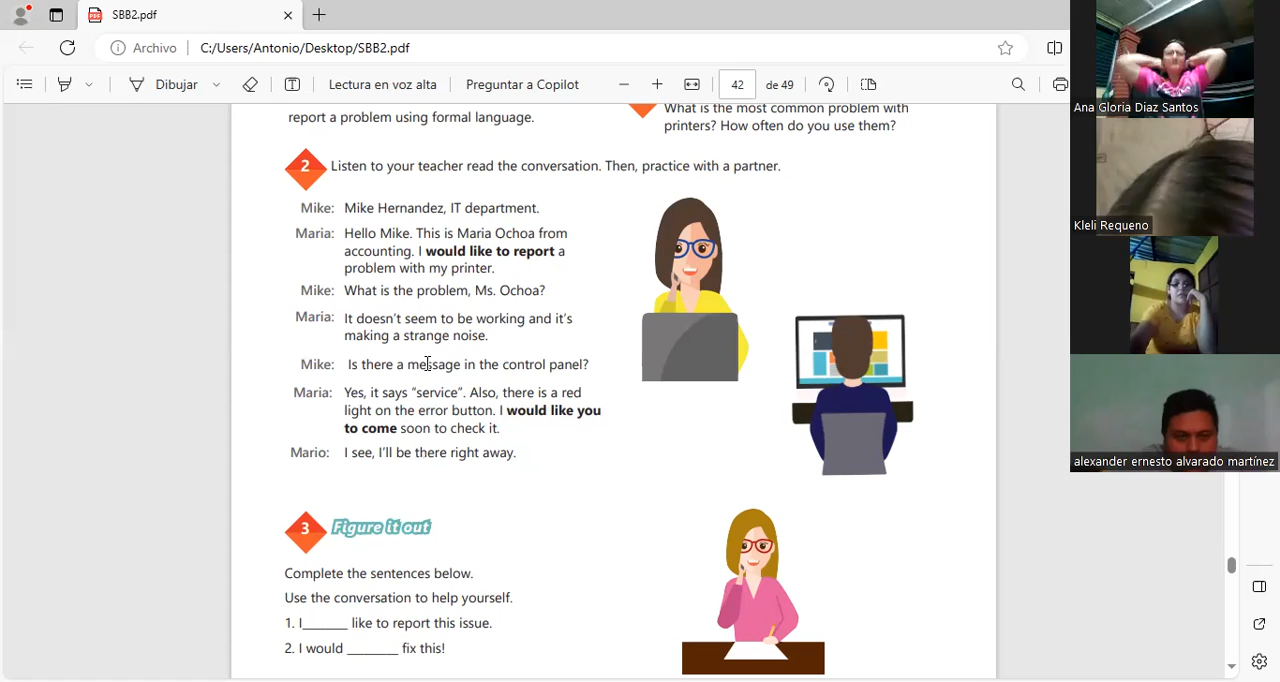 SBB2.pdf
Archivo
C:/Users/Antonio/Desktop/SBB2.pdf
Dibujar
Lectura en voz alta
Preguntar a Copilot
42
de 49
report a problem using formal language.
What is the most common problem with
printers? How often do you use them?
2
Listen to your teacher read the conversation. Then, practice with a partner.
Mike: Mike Hernandez, IT department.
Maria: Hello Mike. This is Maria Ochoa from
accounting. I would like to report a
problem with my printer.
Mike: What is the problem, Ms. Ochoa?
Maria: It doesn't seem to be working and it's
making a strange noise.
Mike: Is there a message in the control panel?
Maria: Yes, it says "service". Also, there is a red
light on the error button. I would like you
to come soon to check it.
Mario: I see, I'll be there right away.
3
Figure it out
Complete the sentences below.
Use the conversation to help yourself.
1. I______ like to report this issue.
2. I would _______ fix this!
Ana Gloria Diaz Santos
Kleli Requeno
alexander ernesto alvarado martínez